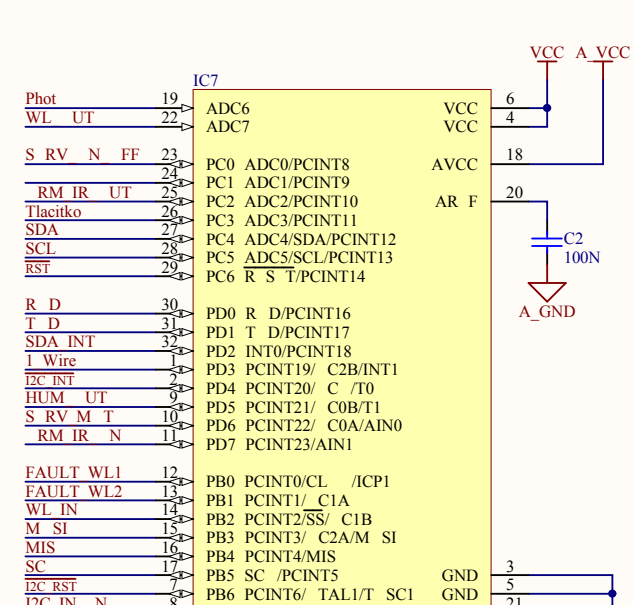 VCC A_VCC
IC7
Phot 19 ADC6 VCC 6
WL UT 22 ADC7 VCC 4
S RV N FF 23 PC0 ADC0/PCINT8 AVCC 18
24 PC1 ADC1/PCINT9
RM IR UT 25 PC2 ADC2/PCINT10 AR F 20
Tlacitko 26 PC3 ADC3/PCINT11
SDA 27 PC4 ADC4/SDA/PCINT12 C2
SCL 28 PC5 ADC5/SCL/PCINT13 100N
RST 29 PC6 R S T/PCINT14
A_GND
R D 30 PD0 R D/PCINT16
T D 31 PD1 T D/PCINT17
SDA INT 32 PD2 INT0/PCINT18
1 Wire 1 PD3 PCINT19/ C2B/INT1
I2C INT 2 PD4 PCINT20/ C /T0
HUM UT 9 PD5 PCINT21/ C0B/T1
S RV M T 10 PD6 PCINT22/ C0A/AIN0
RM IR N 11 PD7 PCINT23/AIN1
FAULT WL1 12 PB0 PCINT0/CL /ICP1
FAULT WL2 13 PB1 PCINT1/ C1A
WL IN 14 PB2 PCINT2/SS/ C1B
M SI 15 PB3 PCINT3/ C2A/M SI
MIS 16 PB4 PCINT4/MIS
SC 17 PB5 SC /PCINT5 GND 3
I2C RST 7 PB6 PCINT6/ TAL1/T SC1 GND 5
I2C IN N 8 21